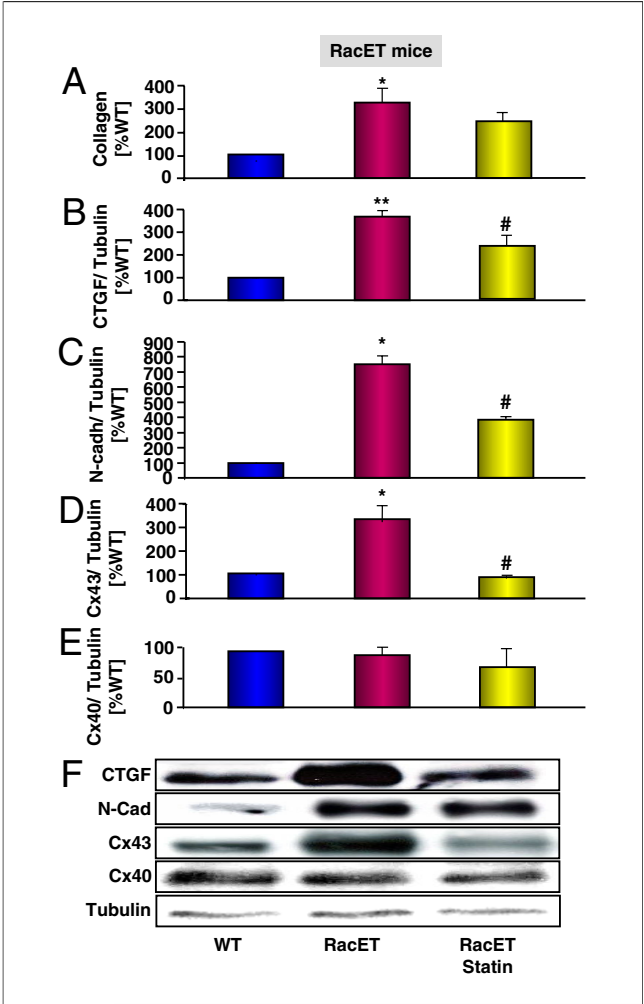 RacET mice
A
Collagen
[%WT]
400
300
200
100
0
*
B
CTGF/ Tubulin
[%WT]
400
300
200
100
0
**
#
C
N-cadh/ Tubulin
[%WT]
900
800
700
600
500
400
300
200
100
0
*
#
D
Cx43/ Tubulin
[%WT]
400
300
200
100
0
*
#
E
Cx40/ Tubulin
[%WT]
100
50
0
F
CTGF
N-Cad
Cx43
Cx40
Tubulin
WT RacET RacET
Statin